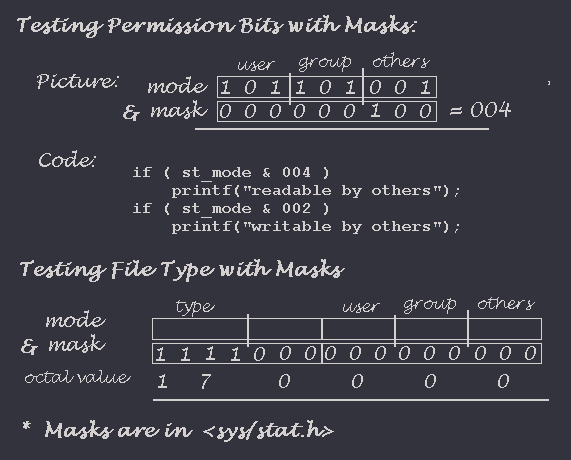 Testing Permission Bits with Masks:
user group others
Picture: mode 1 0 1 1 0 1 0 0 1
& mask 0 0 0 0 0 0 1 0 0 = 004
Code:
if ( st_mode & 004 )
printf("readable by others");
if ( st_mode & 002 )
printf("writable by others");
Testing File Type with Masks
type user group others
mode
& mask 1 1 1 1 0 0 0 0 0 0 0 0 0 0 0 0
octal value 1 7 0 0 0 0
* Masks are in <sys/stat.h>